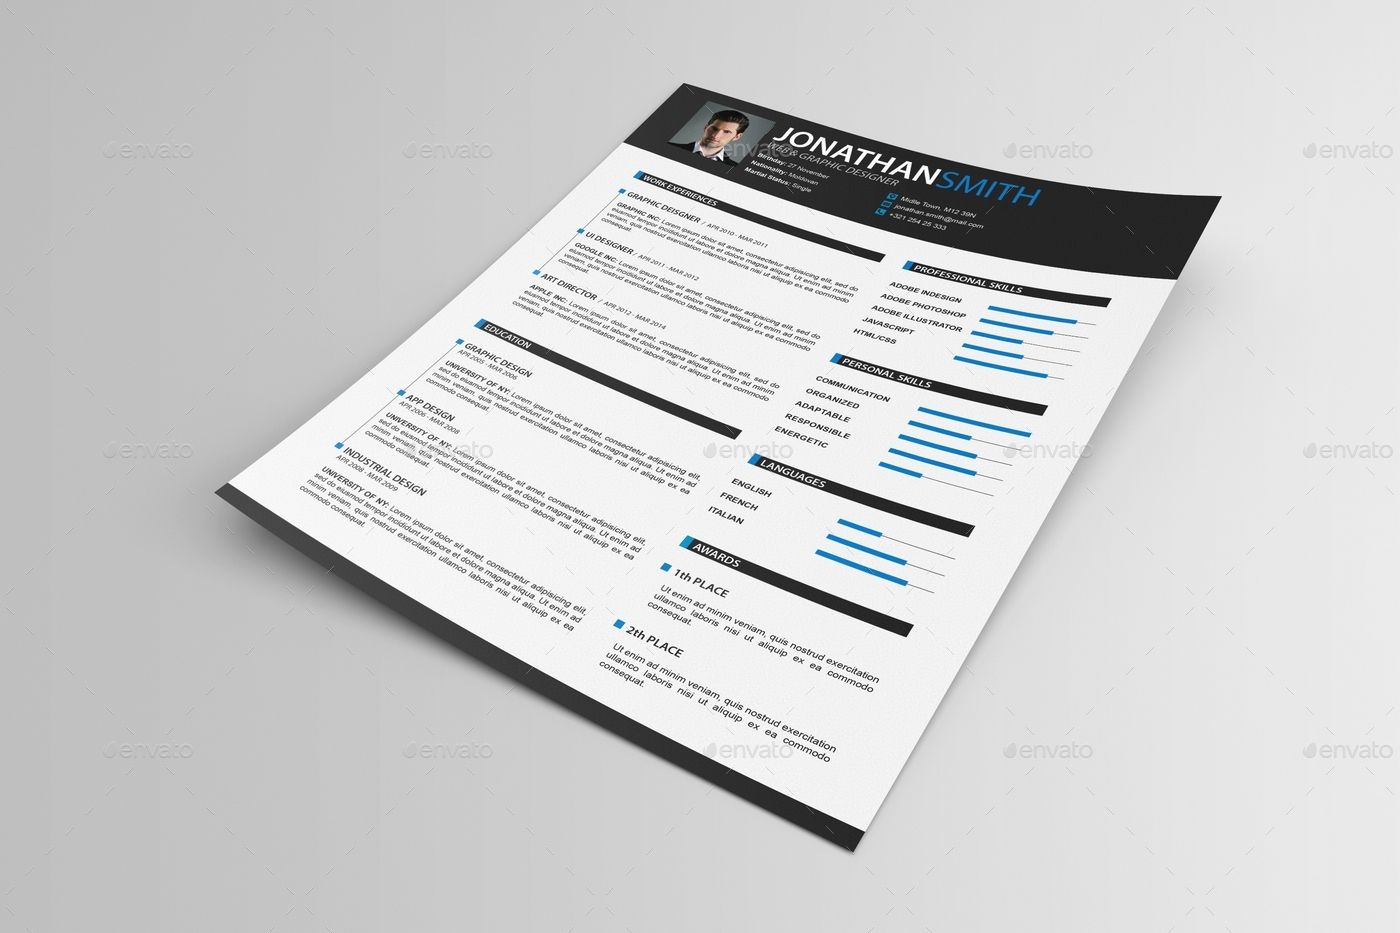 JONATHANSMITH
WEB & GRAPHIC DESIGNER
Birthday: 27 November
Nationality: Moldovan
Martial Status: Single
Midle Town, M12 39N
jonathan.smith@mail.com
+321 254 25 333
WORK EXPERIENCES
GRAPHIC DEISGNER / APR 2010 - MAR 2011
GRAPHIC INC: Lorem ipsum dolor sit amet, consectetur adipisicing elit, sed do
eiusmod tempor incididunt ut labore et dolore magna aliqua. Ut enim ad minim
veniam, quis nostrud exercitation ullamco laboris nisi ut aliquip ex ea commodo
consequat.
UI DESIGNER / APR 2011 - MAR 2012
GOOGLE INC: Lorem ipsum dolor sit amet, consectetur adipisicing elit, sed do
eiusmod tempor incididunt ut labore et dolore magna aliqua. Ut enim ad minim
veniam, quis nostrud exercitation ullamco laboris nisi ut aliquip ex ea commodo
consequat.
ART DIRECTOR / APR 2012 - MAR 2014
APPLE INC: Lorem ipsum dolor sit amet, consectetur adipisicing elit, sed do
eiusmod tempor incididunt ut labore et dolore magna aliqua. Ut enim ad minim
veniam, quis nostrud exercitation ullamco laboris nisi ut aliquip ex ea commodo
consequat.
EDUCATION
GRAPHIC DESIGN
APR 2005 - MAR 2006
UNIVERSITY OF NY: Lorem ipsum dolor sit amet, consectetur adipisicing elit,
sed do eiusmod tempor incididunt ut labore et dolore magna aliqua. Ut enim ad
minim veniam, quis nostrud exercitation ullamco laboris nisi ut aliquip ex ea
commodo consequat.
APP DESIGN
APR 2006 - MAR 2008
UNIVERSITY OF NY: Lorem ipsum dolor sit amet, consectetur adipisicing elit,
sed do eiusmod tempor incididunt ut labore et dolore magna aliqua. Ut enim ad
minim veniam, quis nostrud exercitation ullamco laboris nisi ut aliquip ex ea
commodo consequat.
INDUSTRIAL DESIGN
APR 2008 - MAR 2009
UNIVERSITY OF NY: Lorem ipsum dolor sit amet, consectetur adipisicing elit,
sed do eiusmod tempor incididunt ut labore et dolore magna aliqua. Ut enim ad
minim veniam, quis nostrud exercitation ullamco laboris nisi ut aliquip ex ea
commodo consequat.
PROFESSIONAL SKILLS
ADOBE INDESIGN
ADOBE PHOTOSHOP
ADOBE ILLUSTRATOR
JAVASCRIPT
HTML/CSS
PERSONAL SKILLS
COMMUNICATION
ORGANIZED
ADAPTABLE
RESPONSIBLE
ENERGETIC
LANGUAGES
ENGLISH
FRENCH
ITALIAN
AWARDS
1th PLACE
Ut enim ad minim veniam, quis nostrud exercitation
ullamco laboris nisi ut aliquip ex ea commodo
consequat.
2th PLACE
Ut enim ad minim veniam, quis nostrud exercitation
ullamco laboris nisi ut aliquip ex ea commodo
consequat.
envato envato envato envato envato
envato envato envato envato envato
envato envato envato envato envato